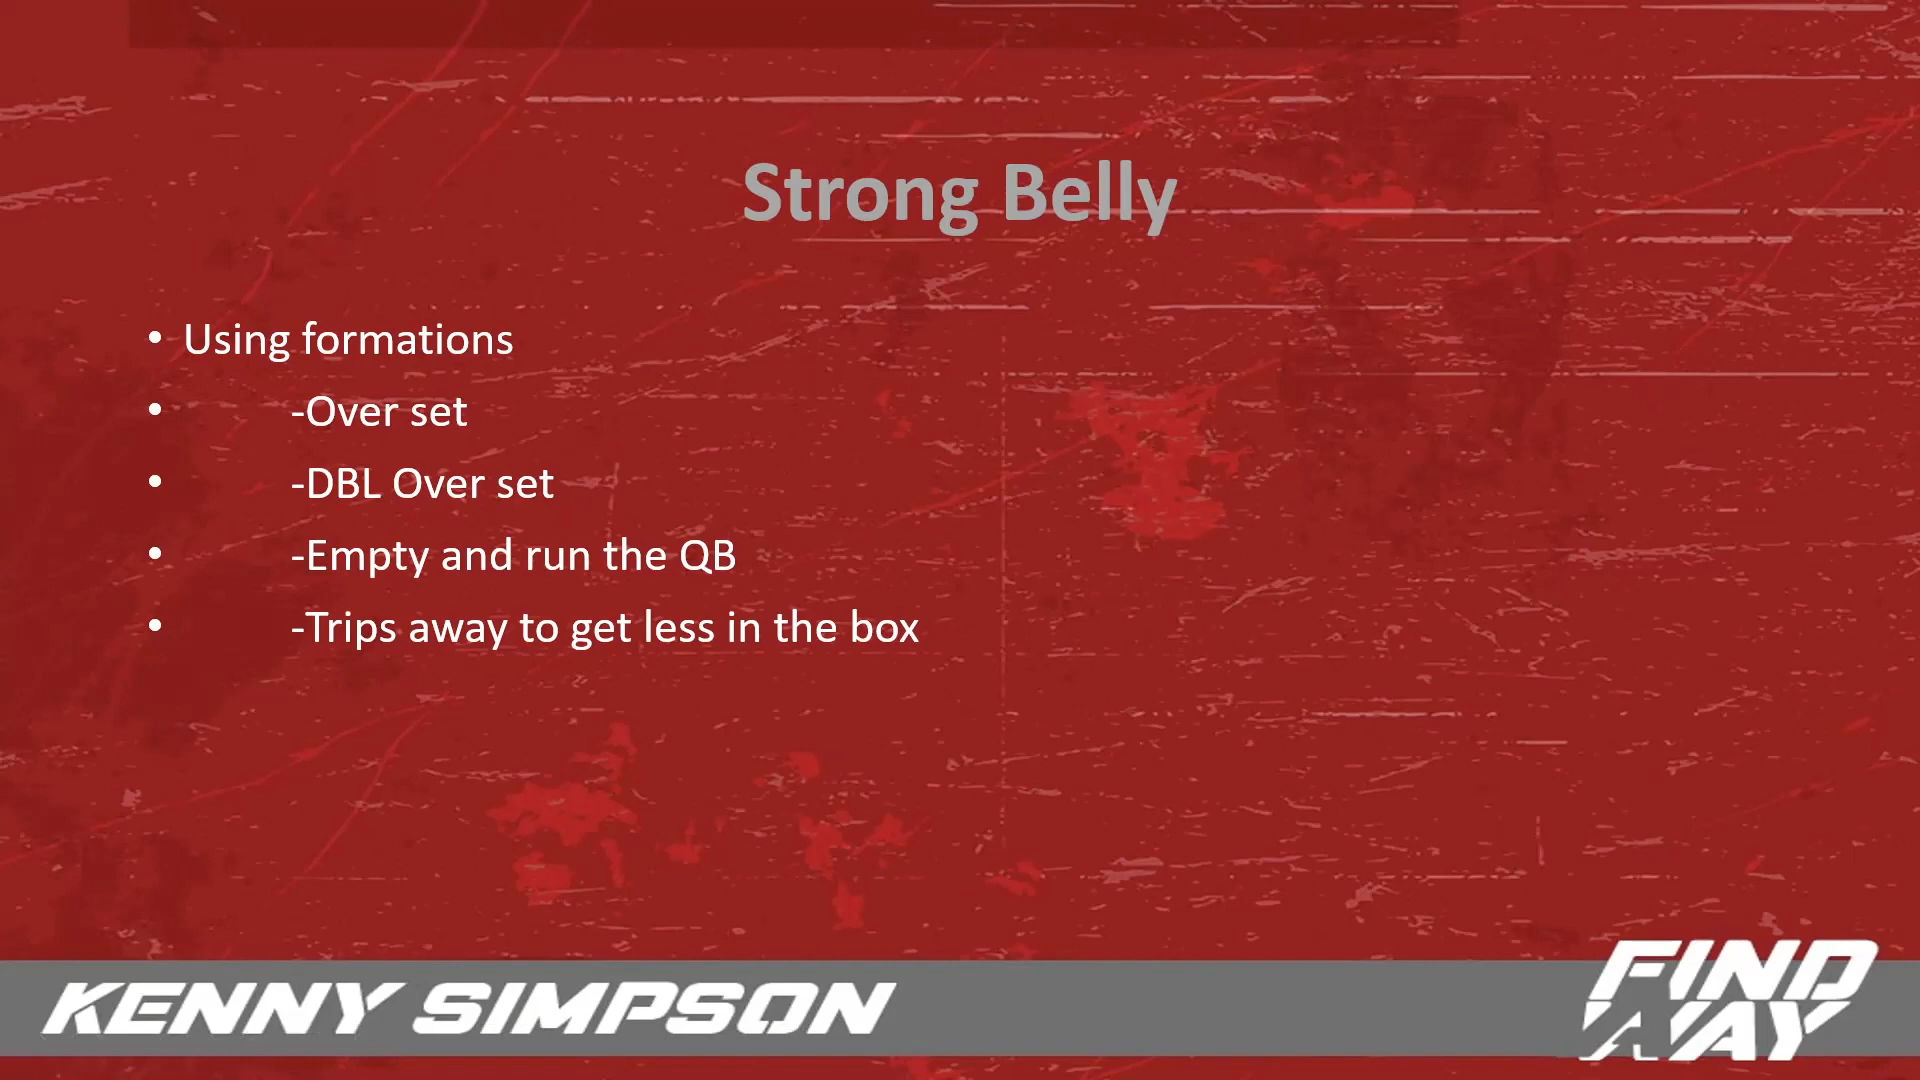 Strong Belly
• Using formations
• -Over set
• -DBL Over set
• -Empty and run the QB
• -Trips away to get less in the box
KENNY SIMPSON
FIND
A WAY